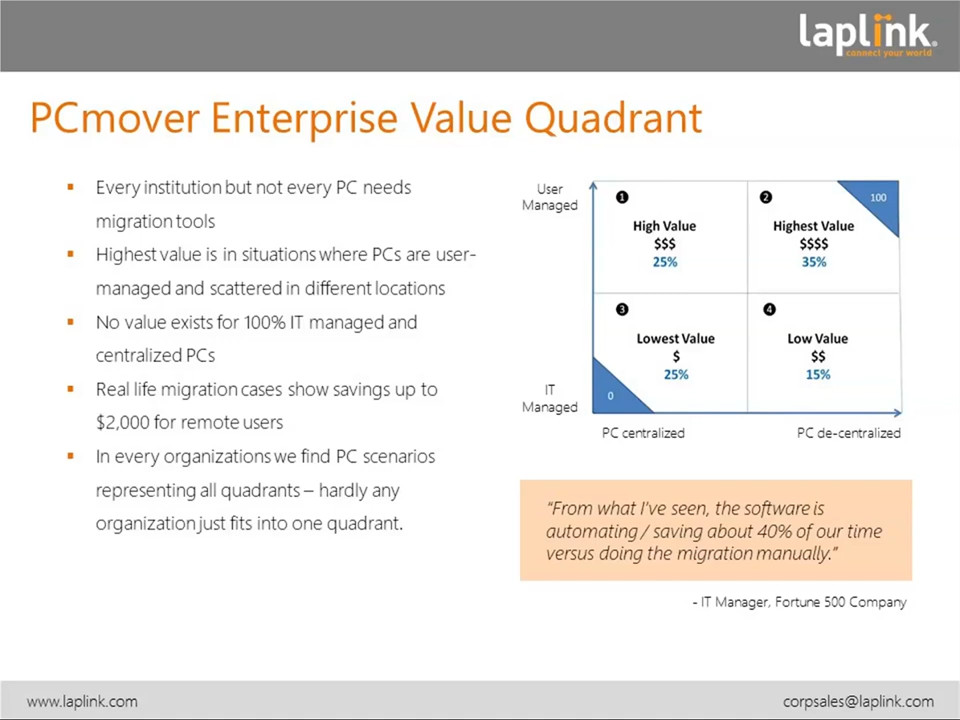 laplink.
connect your world
PCmover Enterprise Value Quadrant
▪ Every institution but not every PC needs
migration tools
▪ Highest value is in situations where PCs are user-
managed and scattered in different locations
▪ No value exists for 100% IT managed and
centralized PCs
▪ Real life migration cases show savings up to
$2,000 for remote users
▪ In every organizations we find PC scenarios
representing all quadrants – hardly any
organization just fits into one quadrant.
User
Managed
❶
High Value
$$$
25%
❷
100
Highest Value
$$$$
35%
❸
Lowest Value
$
25%
0
❹
Low Value
$$
15%
IT
Managed
PC centralized
PC de-centralized
“From what I've seen, the software is
automating / saving about 40% of our time
versus doing the migration manually.”
- IT Manager, Fortune 500 Company
www.laplink.com
corpsales@laplink.com